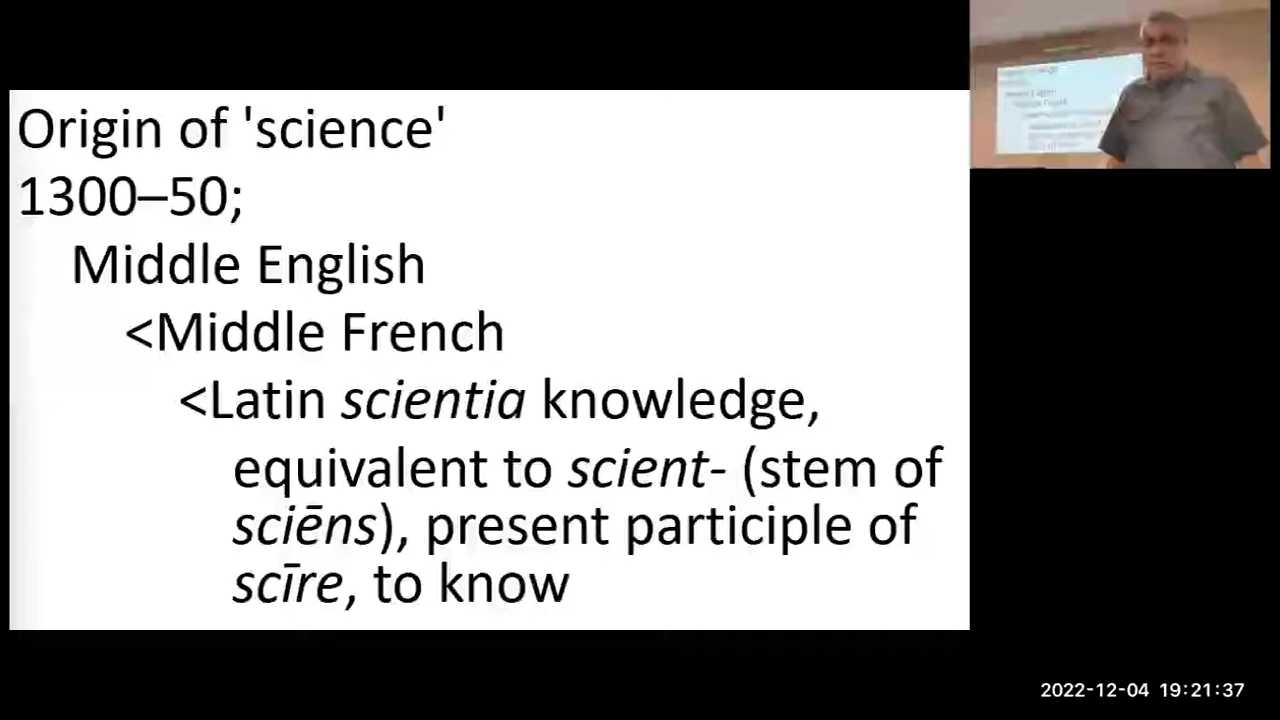 Origin of 'science'
1300–50;
Middle English
<Middle French
<Latin scientia knowledge,
equivalent to scient- (stem of
sciēns), present participle of
scīre, to know
2022-12-04 19:21:37